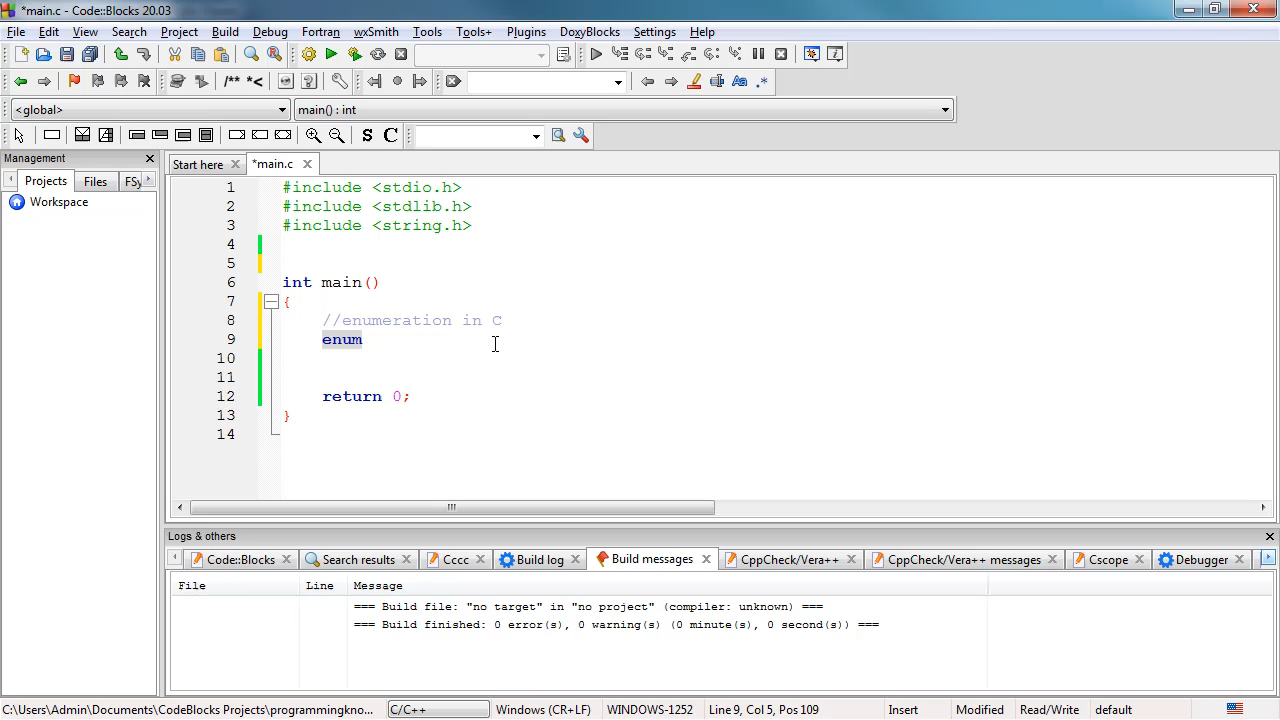 *main.c - Code::Blocks 20.03
File Edit View Search Project Build Debug Fortran wxSmith Tools Tools+ Plugins DoxyBlocks Settings Help
/** *<
S C
<global> main() : int
Management
Projects Files FSy
Workspace
Start here *main.c
1 #include <stdio.h>
2 #include <stdlib.h>
3 #include <string.h>
4
5
6 int main()
7 {
8 //enumeration in C
9 enum
10
11
12 return 0;
13 }
14
Logs & others
Code::Blocks Search results Cccc Build log Build messages CppCheck/Vera++ CppCheck/Vera++ messages Cscope Debugger
File Line Message
=== Build file: "no target" in "no project" (compiler: unknown) ===
=== Build finished: 0 error(s), 0 warning(s) (0 minute(s), 0 second(s)) ===
C:\Users\Admin\Documents\CodeBlocks Projects\programmingkno... C/C++ Windows (CR+LF) WINDOWS-1252 Line 9, Col 5, Pos 109 Insert Modified Read/Write default